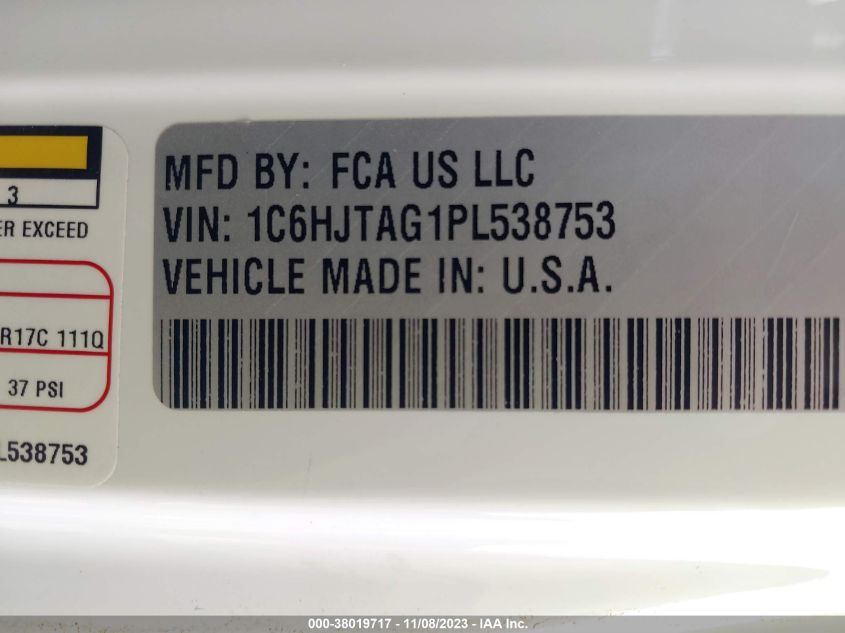 3
ER EXCEED
R17C 111Q
37 PSI
L538753
MFD BY: FCA US LLC
VIN: 1C6HJTAG1PL538753
VEHICLE MADE IN: U.S.A.
000-38019717 - 11/08/2023 - IAA Inc.